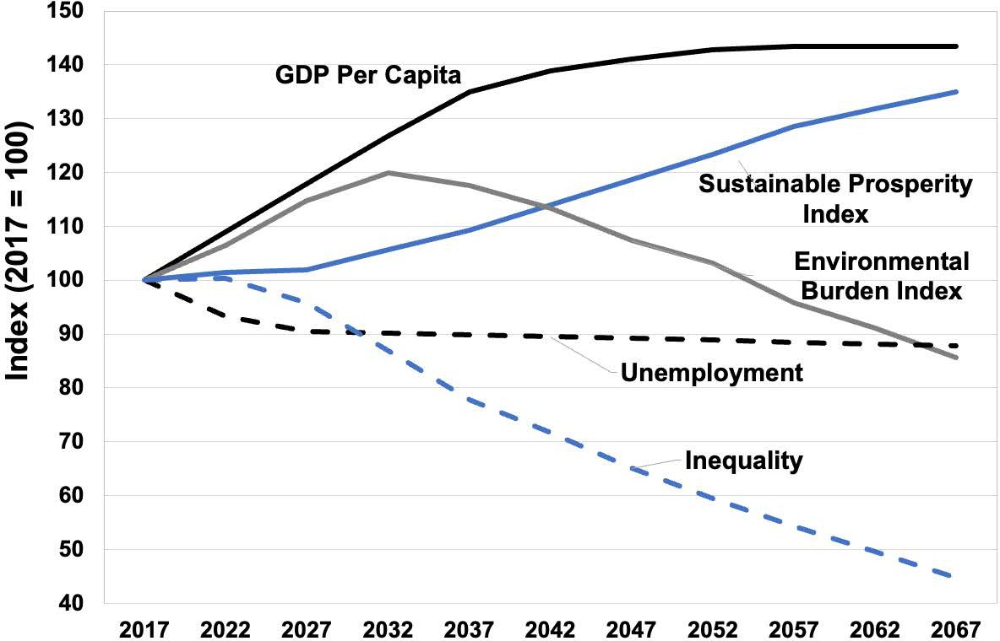 150
140
130
120
110
100
90
80
70
60
50
40
Index (2017 = 100)
GDP Per Capita
Sustainable Prosperity
Index
Environmental
Burden Index
Unemployment
Inequality
2017 2022 2027 2032 2037 2042 2047 2052 2057 2062 2067